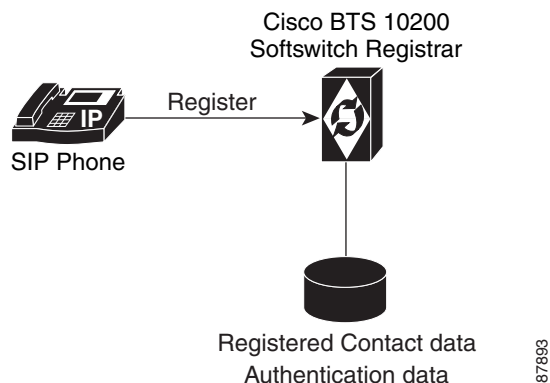 Cisco BTS 10200
Softswitch Registrar
Register
IP
SIP Phone
Registered Contact data
Authentication data
87893